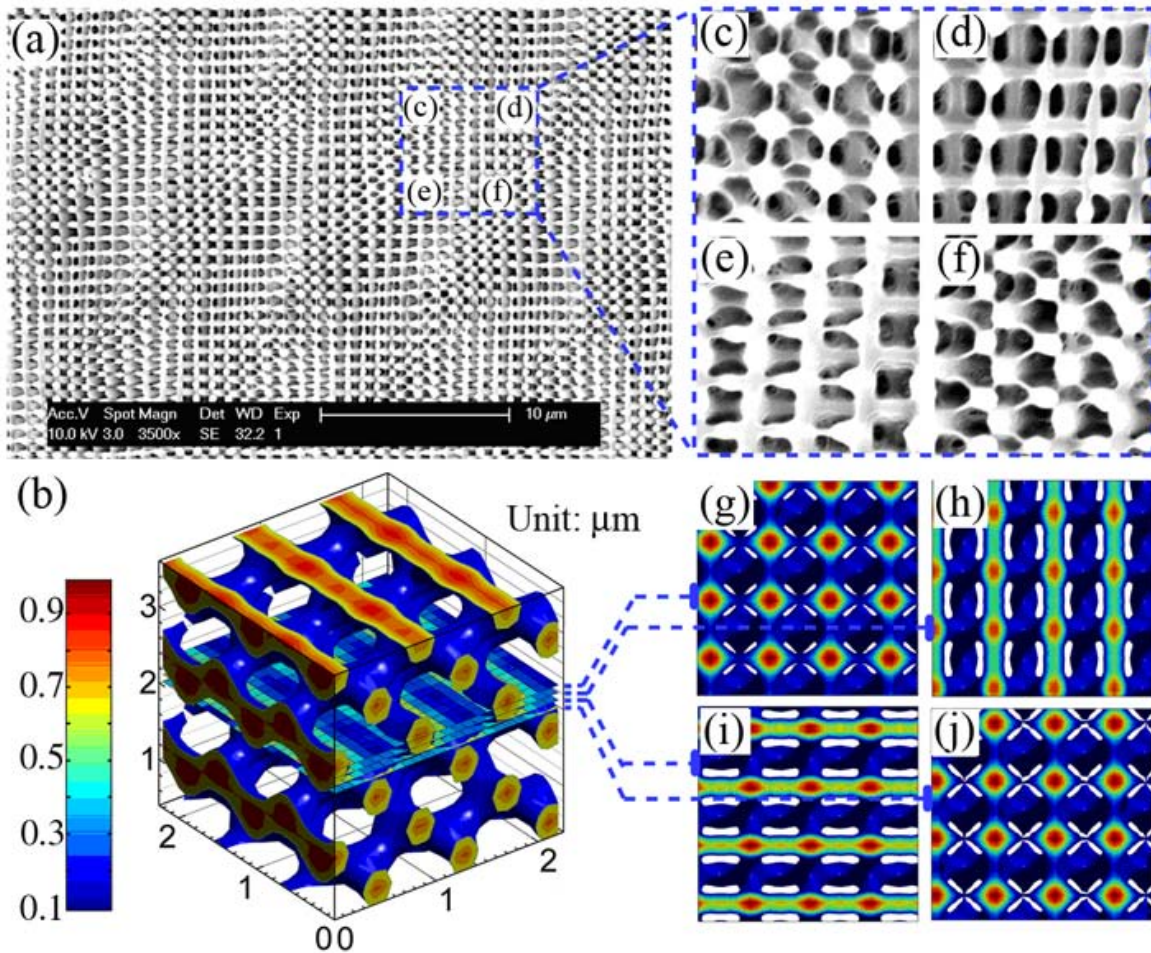 (a)
(c) (d)
(e) (f)
Acc.V Spot Magn Det WD Exp 10 μm
10.0 kV 3.0 3500x SE 32.2 1
(c)
(d)
(e)
(f)
(b)
Unit: μm
0.9
0.7
0.5
0.3
0.1
3
2
1
2
1
0 0
1
2
(g)
(h)
(i)
(j)